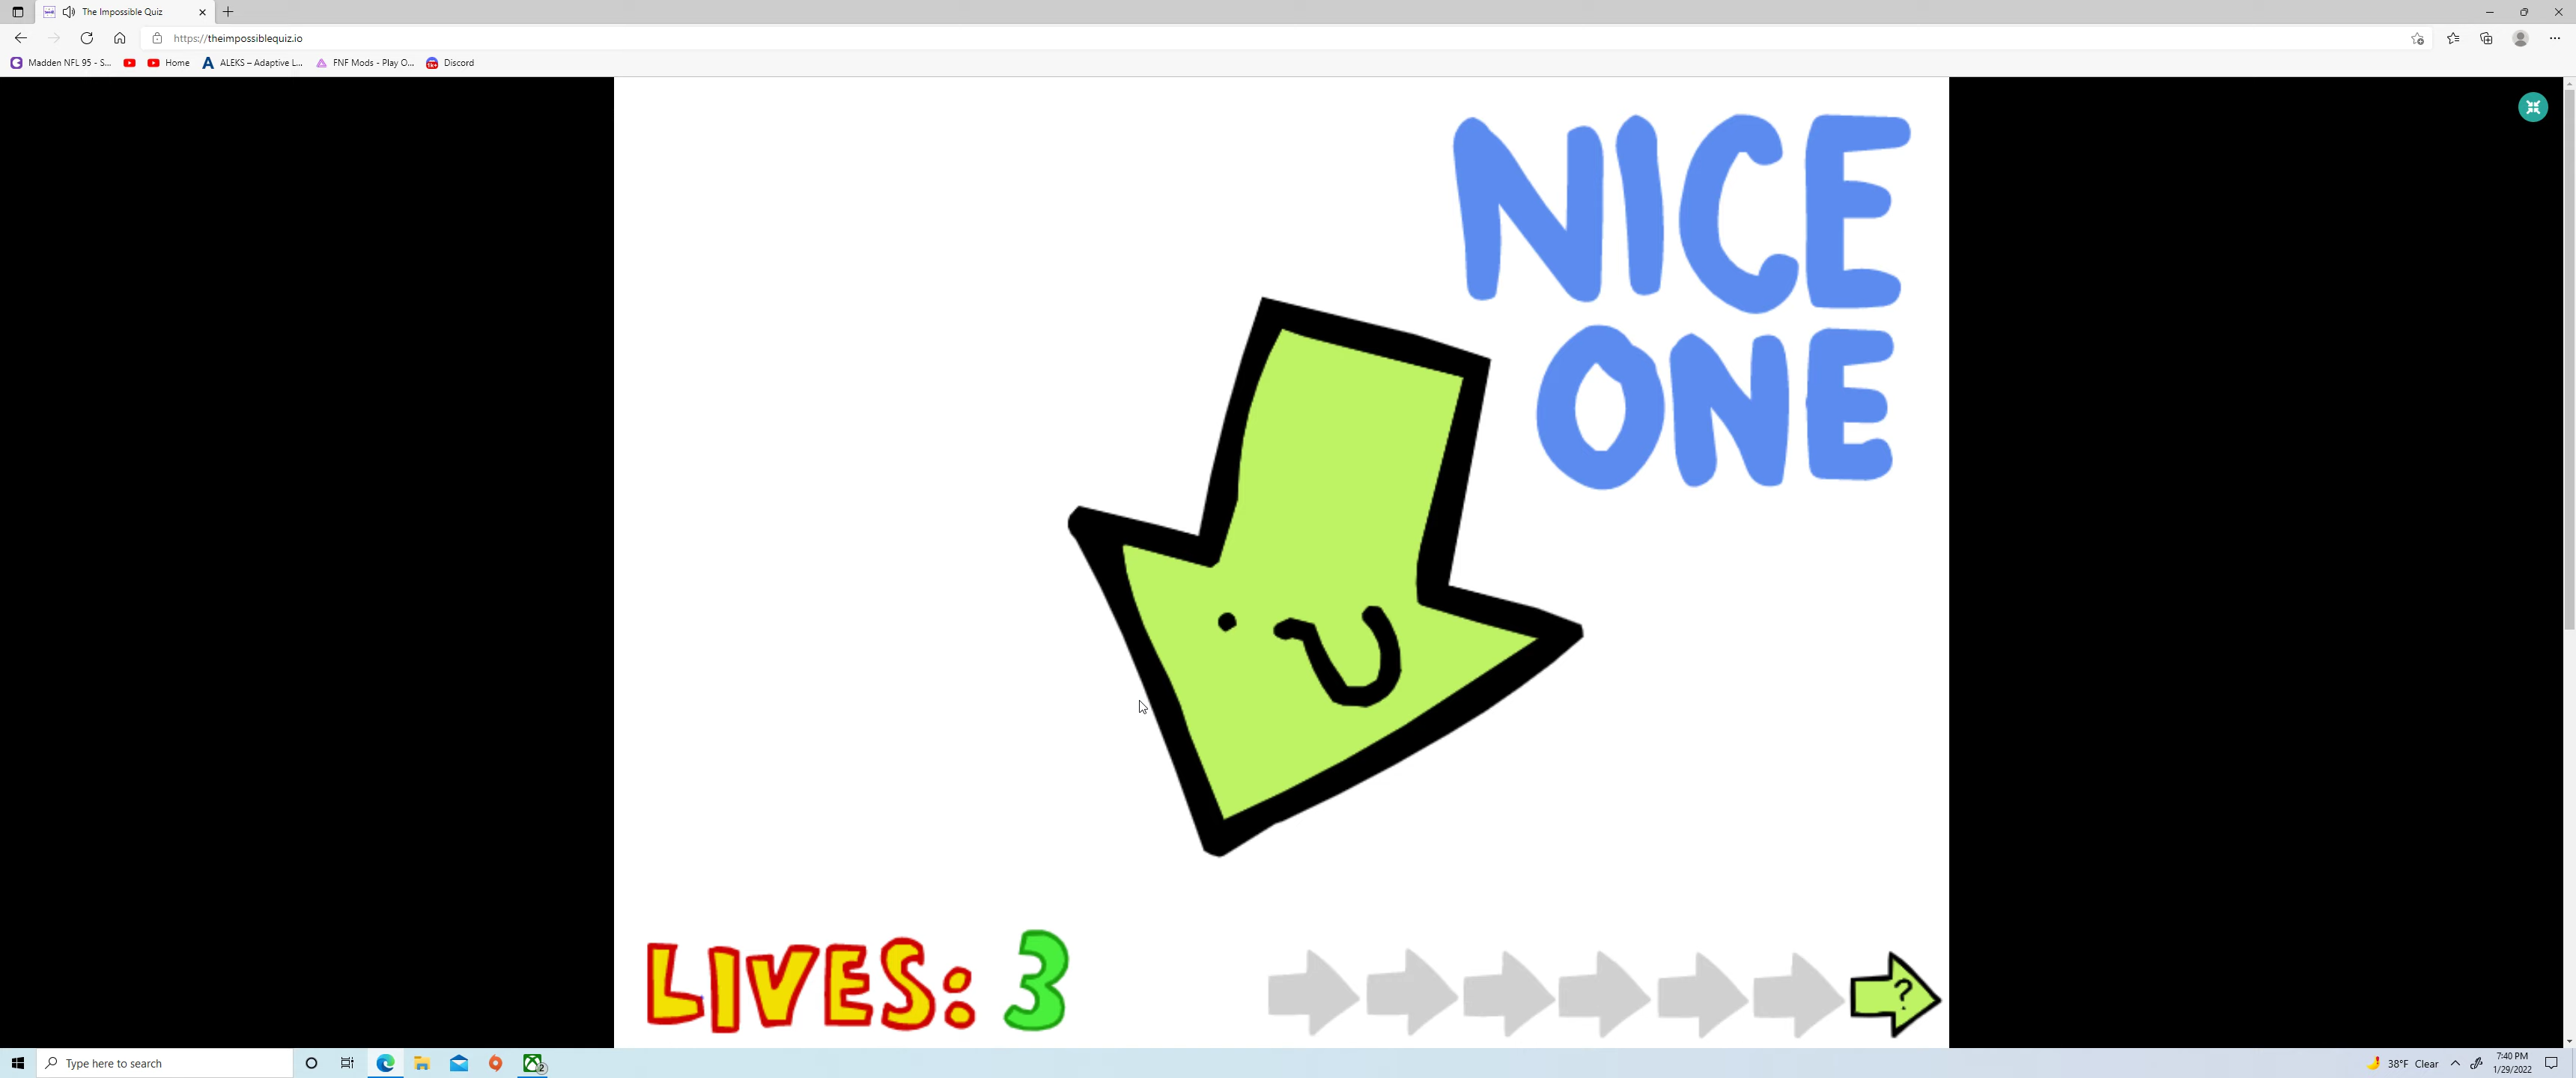 The Impossible Quiz
https://theimpossiblequiz.io
Madden NFL 95 - S... Home ALEKS – Adaptive L... FNF Mods - Play O... Discord
NICE
ONE
LIVES: 3
?
Type here to search
2
38°F Clear
7:40 PM
1/29/2022